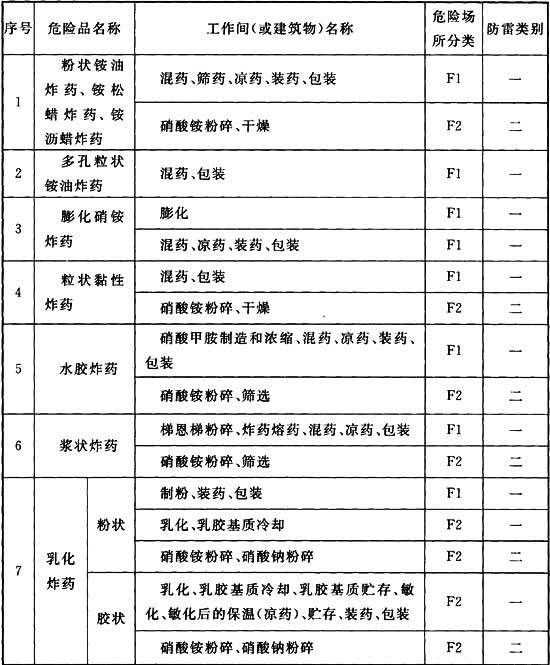 序号 危险品名称 工作间(或建筑物)名称 危险场所分类 防雷类别
1 粉状铵油炸药、铵松蜡炸药、铵沥蜡炸药 混药、筛药、凉药、装药、包装 F1 一
硝酸铵粉碎、干燥 F2 二
2 多孔粒状铵油炸药 混药、包装 F1 一
3 膨化硝铵炸药 膨化 F1 一
混药、凉药、装药、包装 F1 一
4 粒状黏性炸药 混药、包装 F1 一
硝酸铵粉碎、干燥 F2 二
5 水胶炸药 硝酸甲胺制造和浓缩、混药、凉药、装药、包装 F1 一
硝酸铵粉碎、筛选 F2 二
6 浆状炸药 梯恩梯粉碎、炸药熔药、混药、凉药、包装 F1 一
硝酸铵粉碎、筛选 F2 二
7 乳化炸药 粉状 制粉、装药、包装 F1 一
乳化、乳胶基质冷却 F2 一
硝酸铵粉碎、硝酸钠粉碎 F2 二
胶状 乳化、乳胶基质冷却、乳胶基质贮存、敏化、敏化后的保温(凉药)、贮存、装药、包装 F2 一
硝酸铵粉碎、硝酸钠粉碎 F2 二